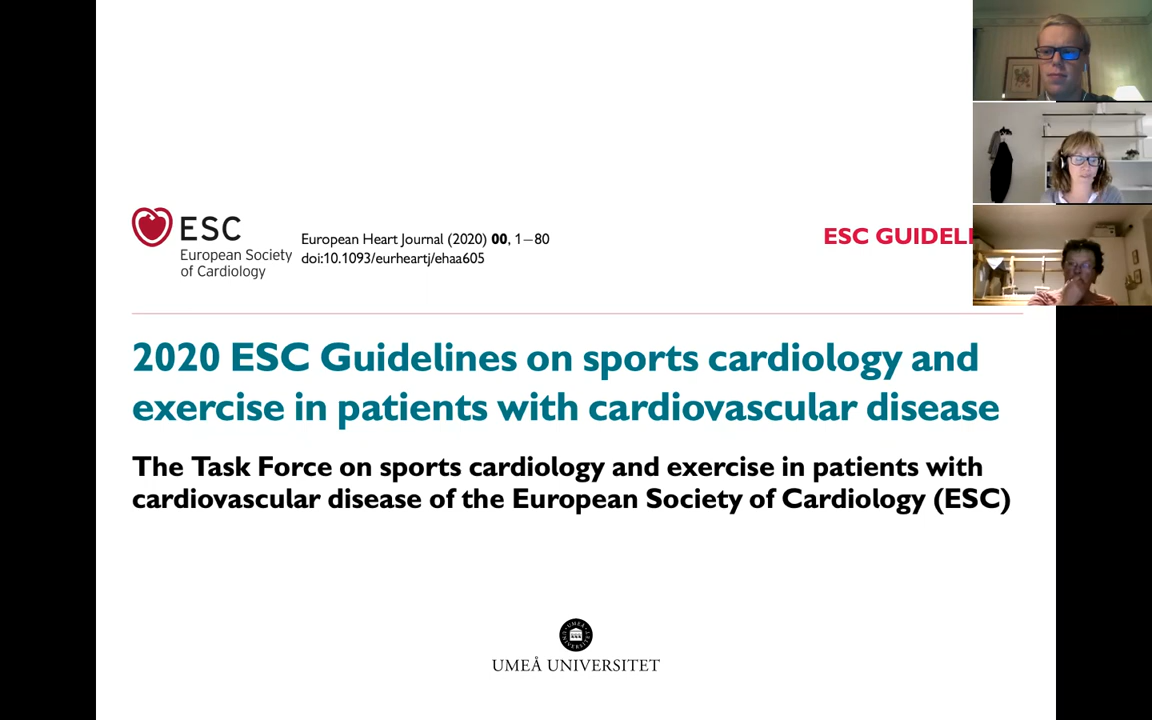 ESC
European Society
of Cardiology
European Heart Journal (2020) 00, 1–80
doi:10.1093/eurheartj/ehaa605
ESC GUIDELI
2020 ESC Guidelines on sports cardiology and
exercise in patients with cardiovascular disease
The Task Force on sports cardiology and exercise in patients with
cardiovascular disease of the European Society of Cardiology (ESC)
UMEÅ UNIVERSITET